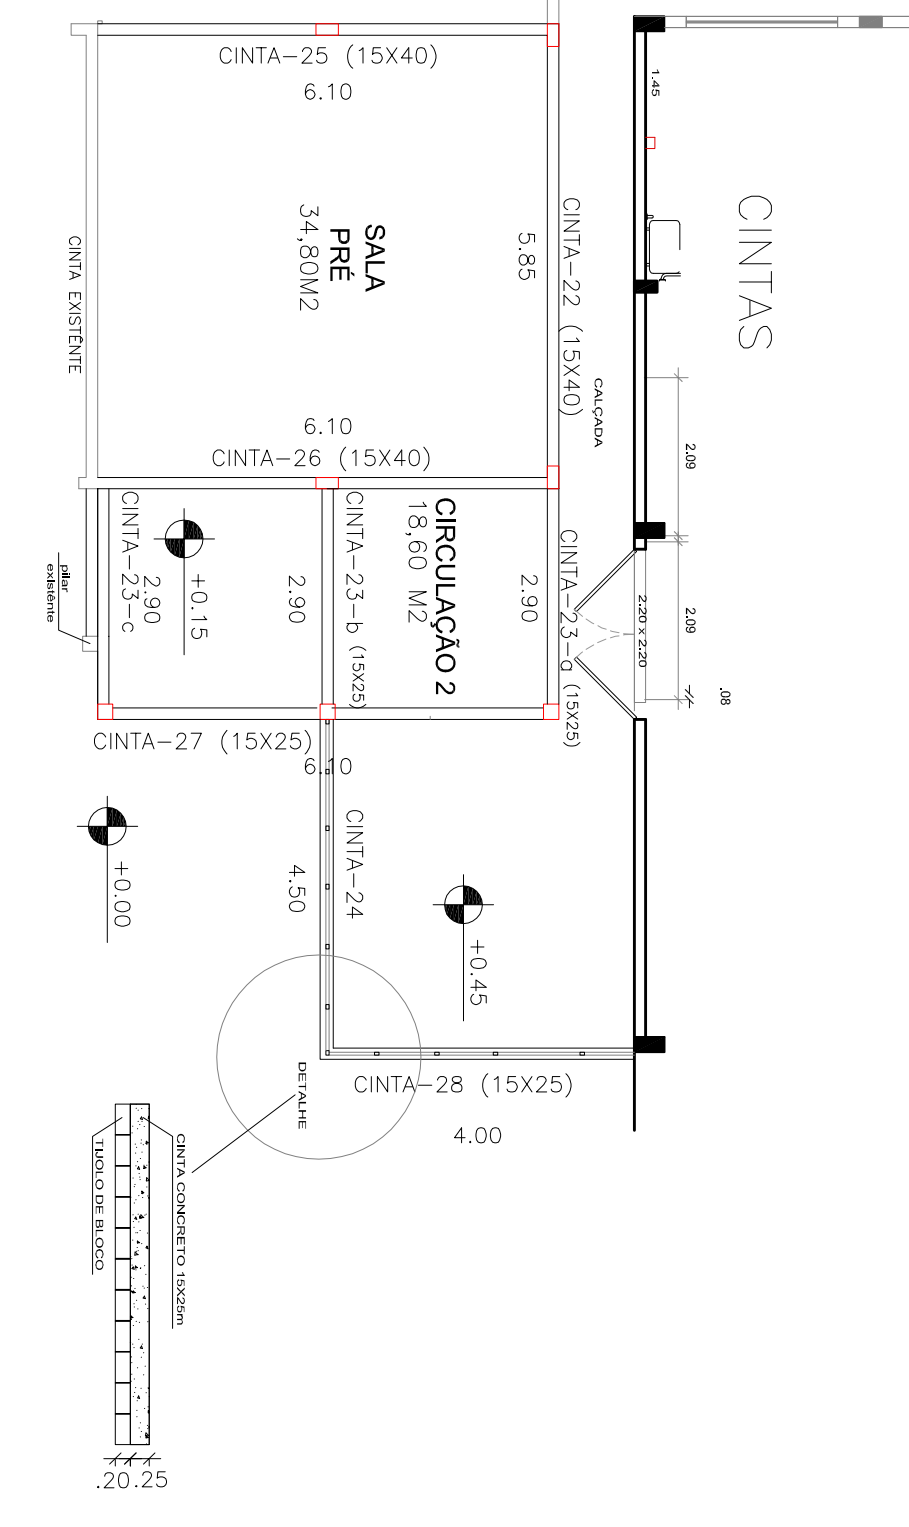 CINTAS
1.45
CINTA-25 (15X40)
6.10
SALA
PRÉ
34,80M2
5.85
CINTA-22 (15X40)
CALÇADA
CINTA EXISTÊNTE
6.10
CINTA-26 (15X40)
2.09
2.09
2.20 x 2.20
.08
CINTA-23-c
2.90
+0.15
2.90
CINTA-23-b (15X25)
CIRCULAÇÃO 2
18,60 M2
2.90
CINTA-23-a (15X25)
pilar
existênte
CINTA-27 (15X25)
6.10
+0.00
4.50
CINTA-24
+0.45
DETALHE
CINTA-28 (15X25)
4.00
CINTA CONCRETO 15X25m
TIJOLO DE BLOCO
.20 .25